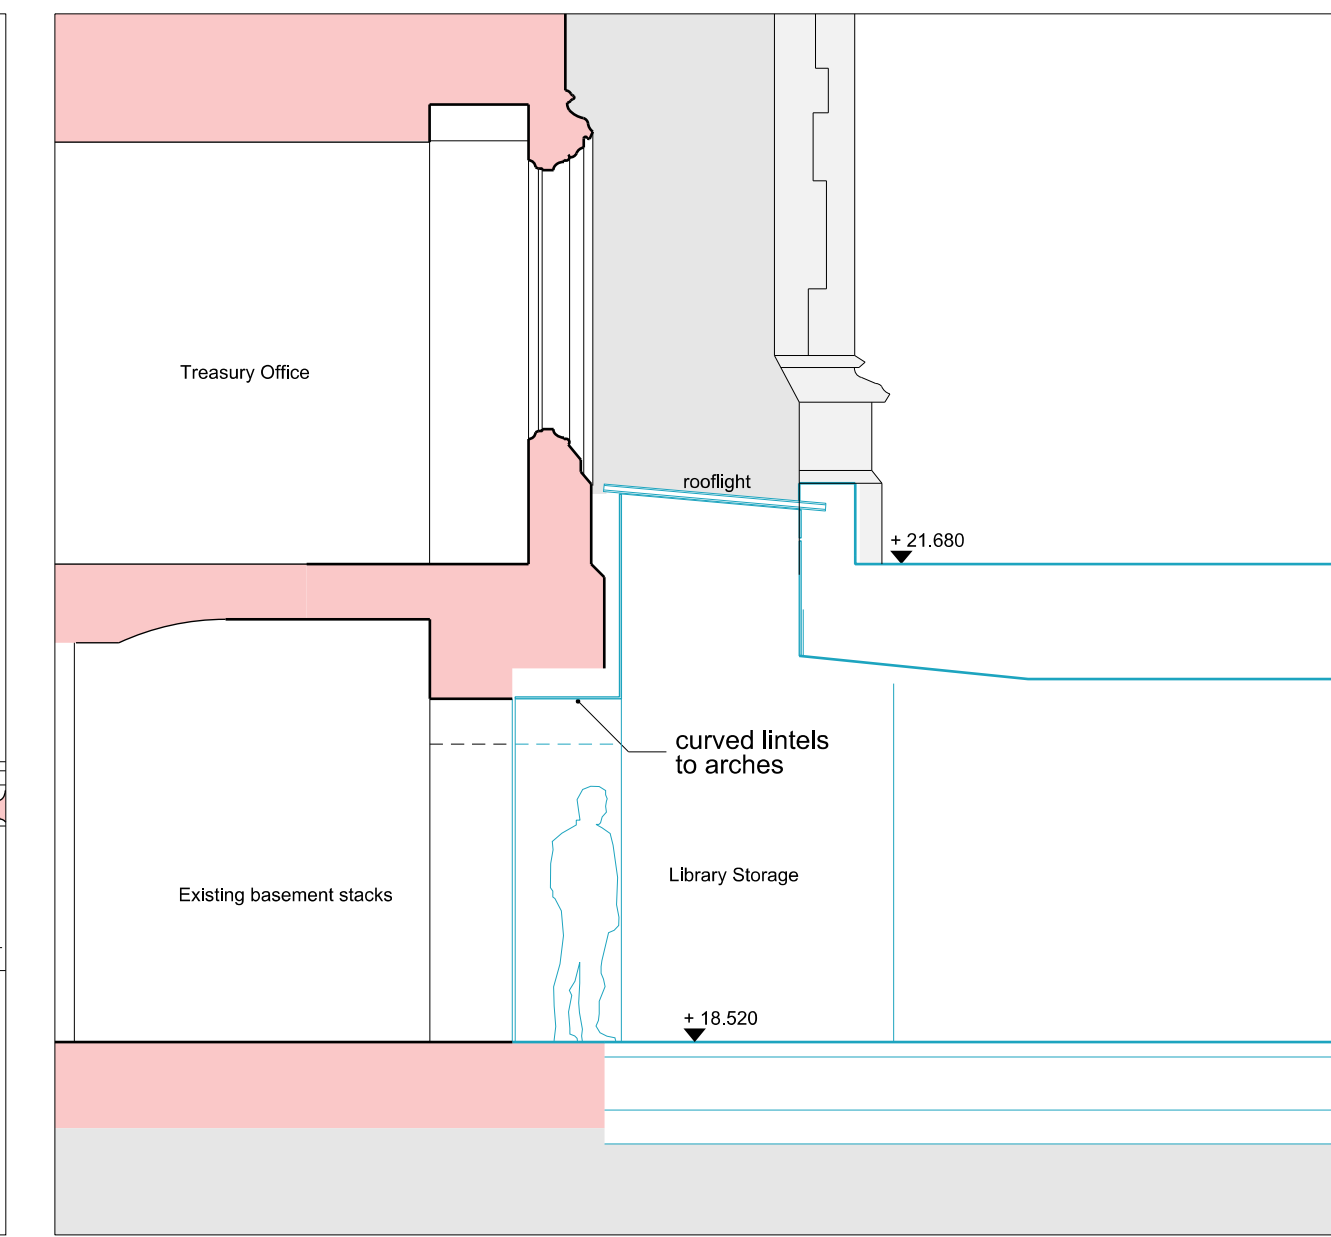 Treasury Office
rooflight
+ 21.680
curved lintels
to arches
Library Storage
Existing basement stacks
+ 18.520